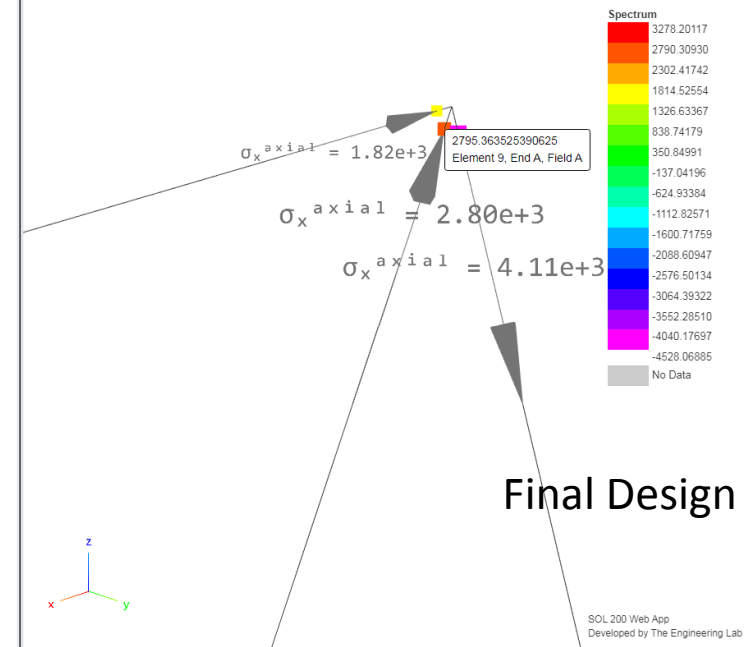 Spectrum
3278.20117
2790.30930
2302.41742
1814.52554
1326.63367
838.74179
350.84991
-137.04196
-624.93384
-1112.82571
-1600.71759
-2088.60947
-2576.50134
-3064.39322
-3552.28510
-4040.17697
-4528.06885
No Data
2795.363525390625
Element 9, End A, Field A
σₓᵃˣⁱᵃˡ = 1.82e+3
σₓᵃˣⁱᵃˡ = 2.80e+3
σₓᵃˣⁱᵃˡ = 4.11e+3
Final Design
z
x
y
SOL 200 Web App
Developed by The Engineering Lab